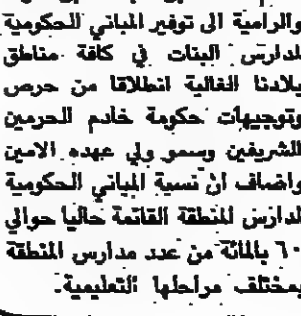 والرامية الى توفير المباني الحكومية
لمدارس البنات في كافة مناطق
بلادنا الغالية انطلاقا من حرص
وتوجيهات حكومة خادم الحرمين
الشريفين وسمو ولي عهده الامين
واضاف ان نسبة المباني الحكومية
لمدارس المنطقة القائمة حاليا حوالي
٦٠ بالمائة من عدد مدارس المنطقة
بمختلف مراحلها التعليمية.